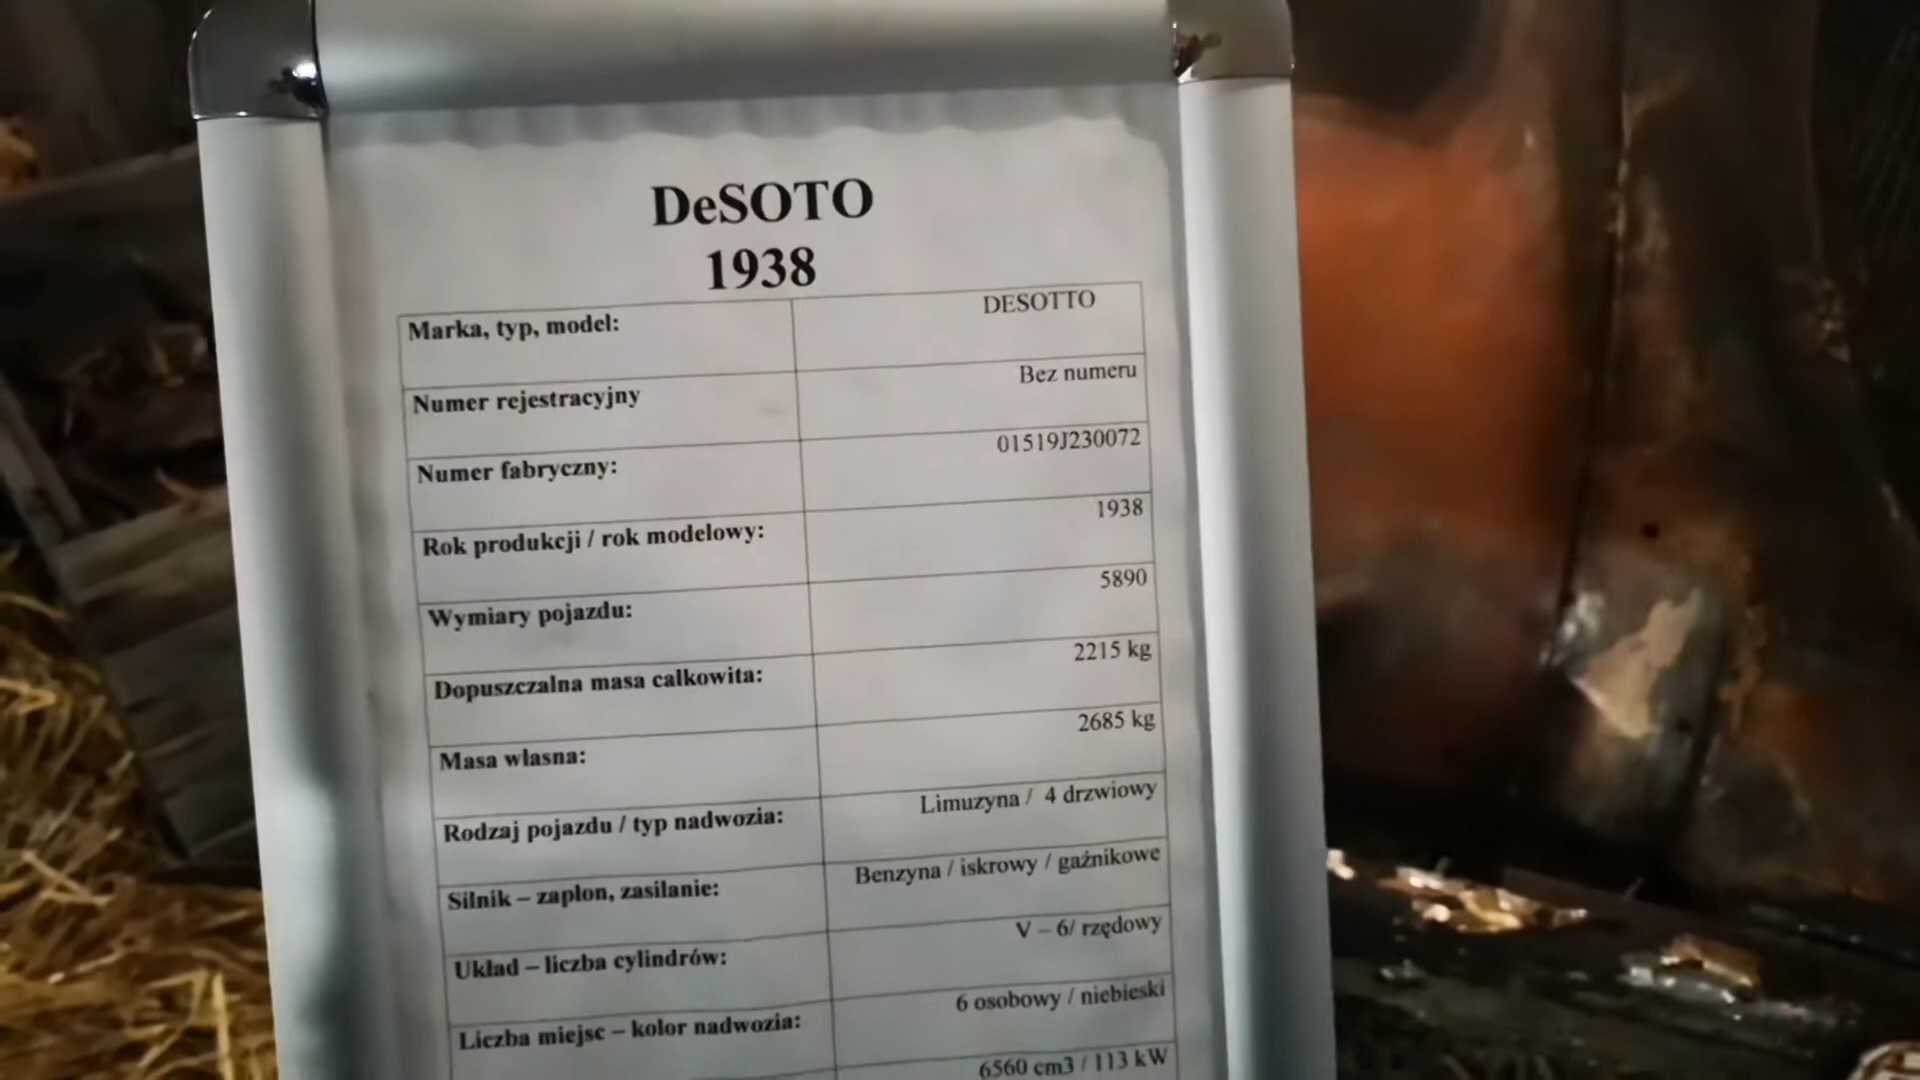 DeSOTO
1938
Marka, typ, model: DESOTTO
Numer rejestracyjny Bez numeru
Numer fabryczny: 01519J230072
Rok produkcji / rok modelowy: 1938
Wymiary pojazdu: 5890
Dopuszczalna masa całkowita: 2215 kg
Masa własna: 2685 kg
Rodzaj pojazdu / typ nadwozia: Limuzyna / 4 drzwiowy
Silnik – zapłon, zasilanie: Benzyna / iskrowy / gaźnikowe
Układ – liczba cylindrów: V – 6/ rzędowy
Liczba miejsc – kolor nadwozia: 6 osobowy / niebieski
6560 cm3 / 113 kW